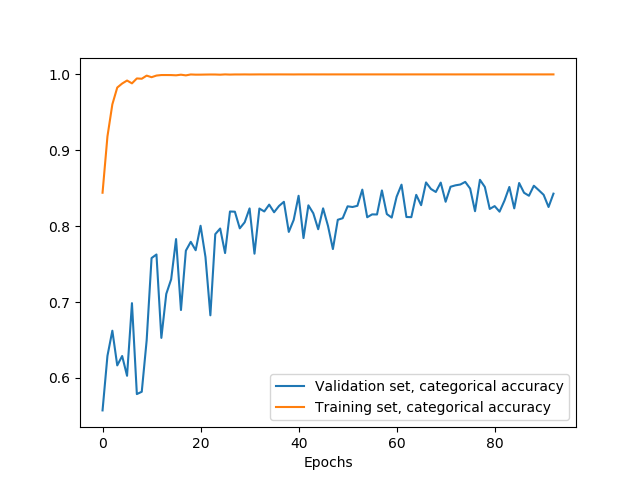 1.0
0.9
0.8
0.7
0.6
Validation set, categorical accuracy
Training set, categorical accuracy
0 20 40 60 80
Epochs